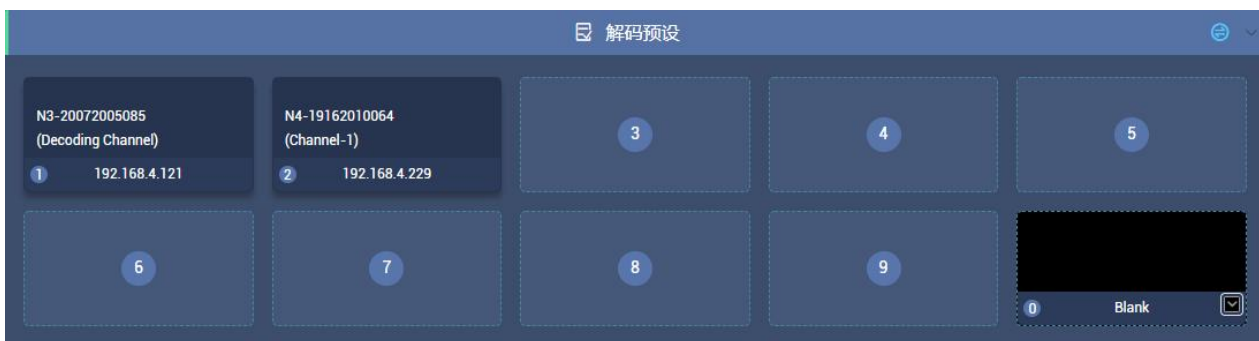 解码预设
N3-20072005085
(Decoding Channel)
1 192.168.4.121
N4-19162010064
(Channel-1)
2 192.168.4.229
3
4
5
6
7
8
9
0 Blank